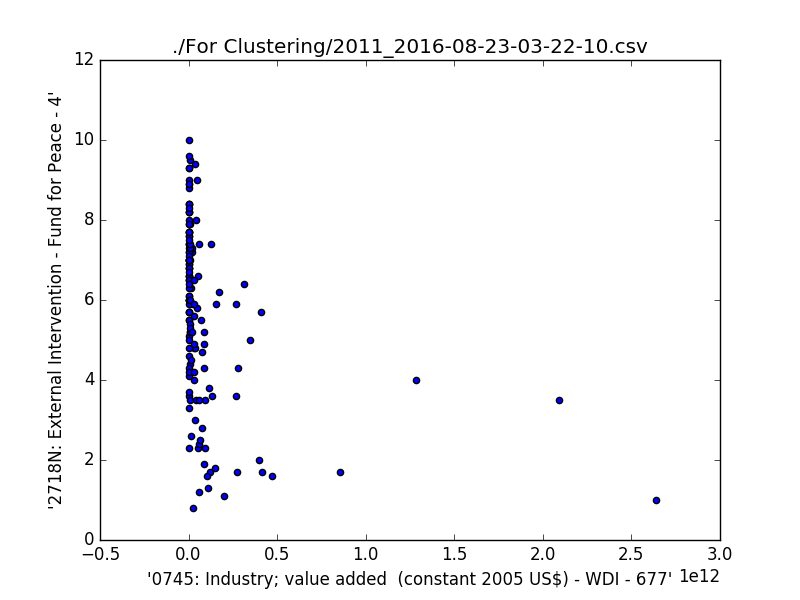 ./For Clustering/2011_2016-08-23-03-22-10.csv
'2718N: External Intervention - Fund for Peace - 4'
12
10
8
6
4
2
0
−0.5 0.0 0.5 1.0 1.5 2.0 2.5 3.0
'0745: Industry; value added  (constant 2005 US$) - WDI - 677' 1e12